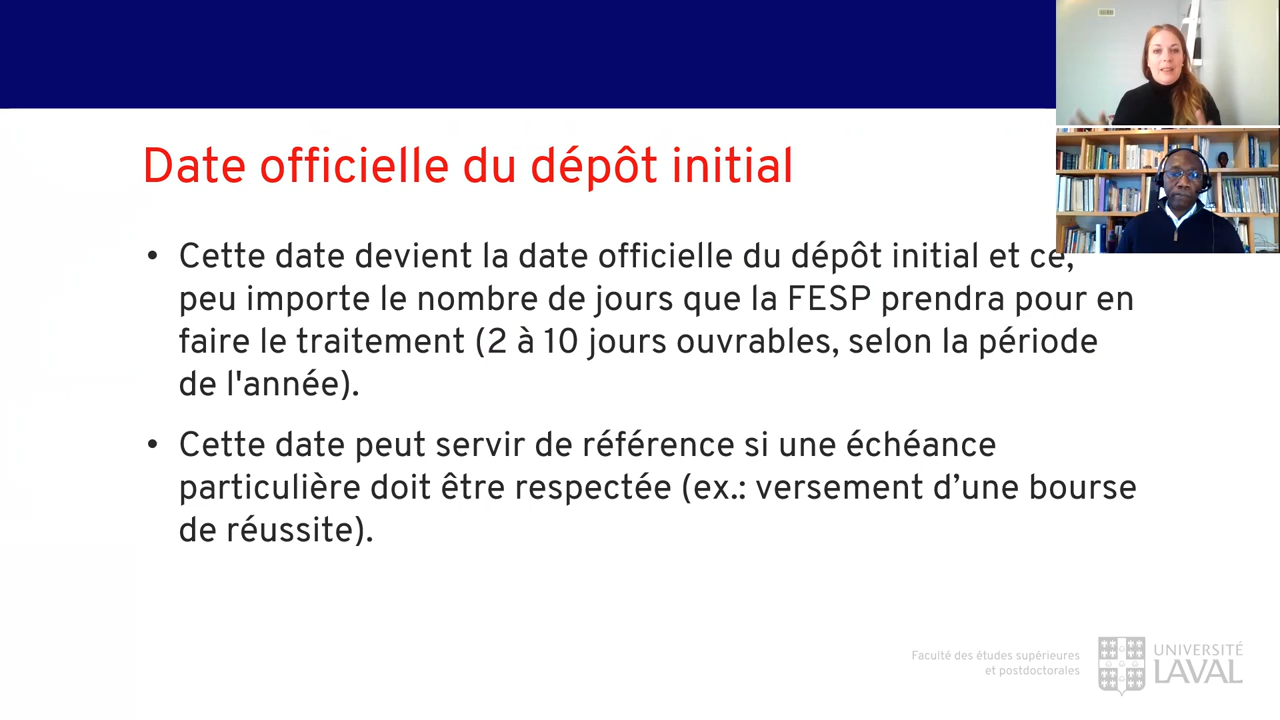 Date officielle du dépôt initial
• Cette date devient la date officielle du dépôt initial et ce,
peu importe le nombre de jours que la FESP prendra pour en
faire le traitement (2 à 10 jours ouvrables, selon la période
de l'année).
• Cette date peut servir de référence si une échéance
particulière doit être respectée (ex.: versement d’une bourse
de réussite).
Faculté des études supérieures
et postdoctorales
UNIVERSITÉ
LAVAL